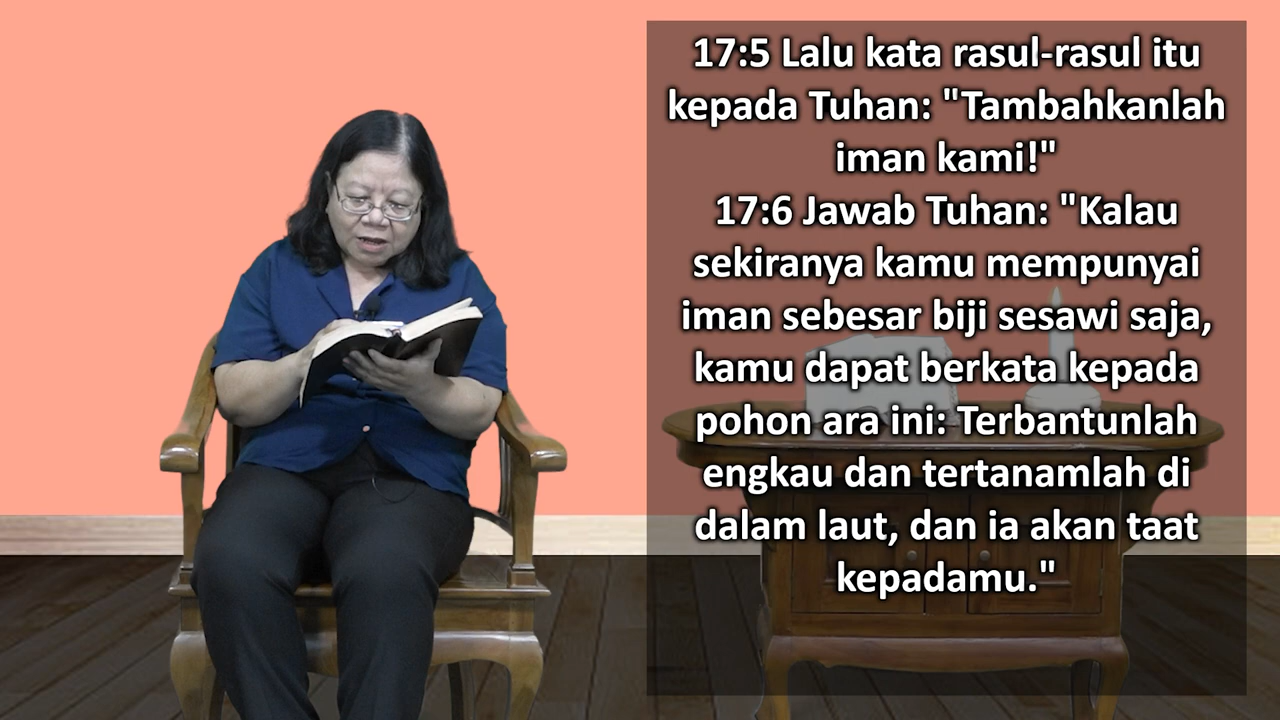 17:5 Lalu kata rasul-rasul itu
kepada Tuhan: "Tambahkanlah
iman kami!"
17:6 Jawab Tuhan: "Kalau
sekiranya kamu mempunyai
iman sebesar biji sesawi saja,
kamu dapat berkata kepada
pohon ara ini: Terbantunlah
engkau dan tertanamlah di
dalam laut, dan ia akan taat
kepadamu."